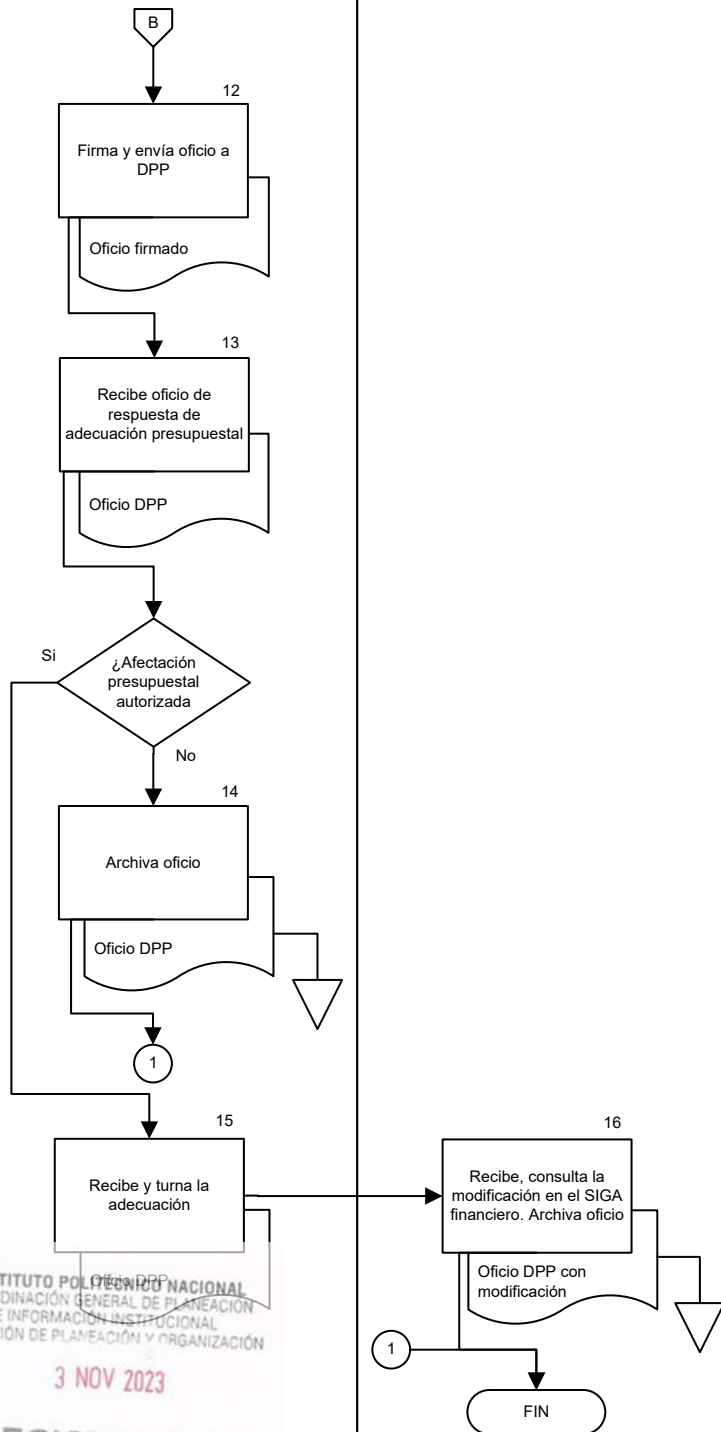 B
12
Firma y envía oficio a
DPP
Oficio firmado
13
Recibe oficio de
respuesta de
adecuación presupuestal
Oficio DPP
Si
¿Afectación
presupuestal
autorizada
No
14
Archiva oficio
Oficio DPP
1
15
Recibe y turna la
adecuación
Oficio DPP
16
Recibe, consulta la
modificación en el SIGA
financiero. Archiva oficio
Oficio DPP con
modificación
1
FIN
TITUTO POLITÉCNICO NACIONAL
DINACIÓN GENERAL DE PLANEACIÓN
E INFORMACIÓN INSTITUCIONAL
IÓN DE PLANEACIÓN Y ORGANIZACIÓN
3 NOV 2023